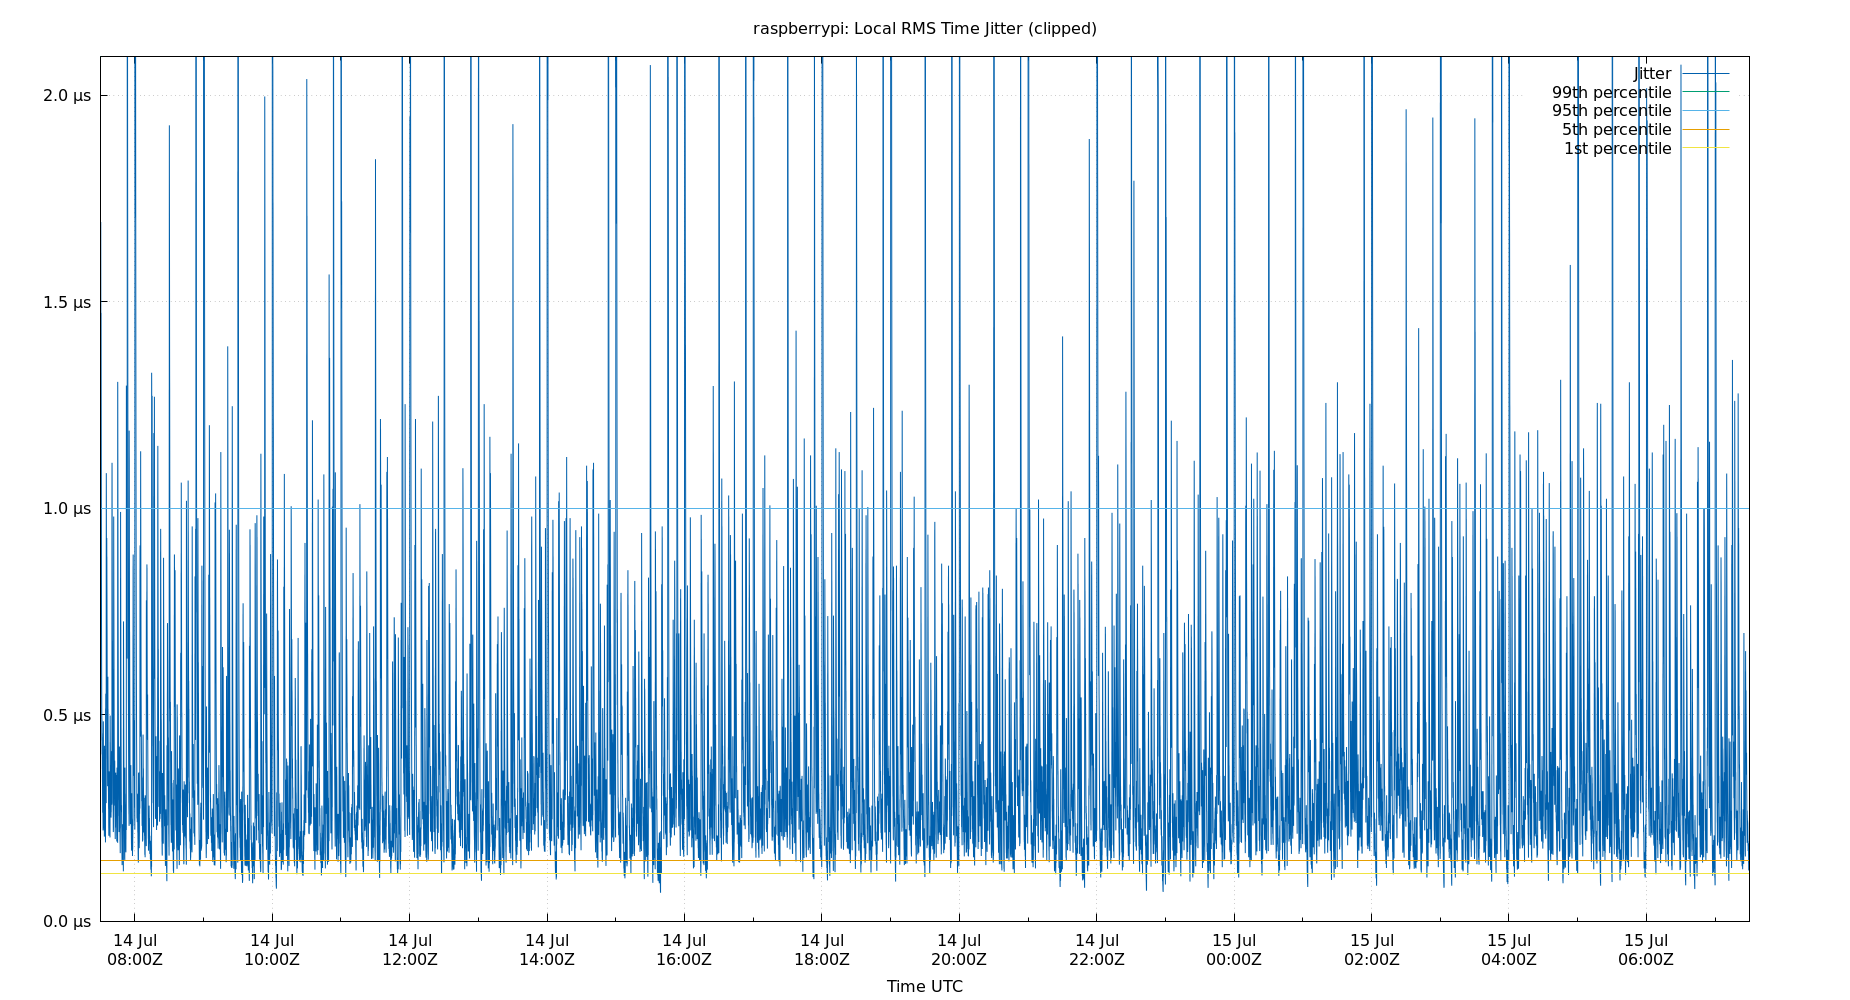 raspberrypi: Local RMS Time Jitter (clipped)
Jitter
99th percentile
95th percentile
5th percentile
1st percentile
2.0 µs
1.5 µs
1.0 µs
0.5 µs
0.0 µs
14 Jul 14 Jul 14 Jul 14 Jul 14 Jul 14 Jul 14 Jul 14 Jul 15 Jul 15 Jul 15 Jul 15 Jul
08:00Z 10:00Z 12:00Z 14:00Z 16:00Z 18:00Z 20:00Z 22:00Z 00:00Z 02:00Z 04:00Z 06:00Z
Time UTC